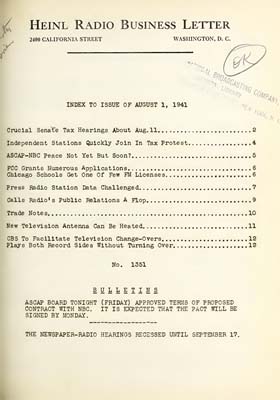 HEINL RADIO BUSINESS LETTER
2400 CALIFORNIA STREET WASHINGTON, D. C.
OK
NATIONAL BROADCASTING COMPANY
INDEX TO ISSUE OF AUGUST 1, 1941
Crucial Senate Tax Hearings About Aug.11...................2
Independent Stations Quickly Join In Tax Protest...............4
ASCAP-NBC Peace Not Yet But Soon?..........................5
FCC Grants Numerous Applications...........................6
Chicago Schools Get One Of Few FM Licenses.................6
Press Radio Station Data Challenged........................7
Calls Radio's Public Relations A Flop......................9
Trade Notes................................................10
New Television Antenna Can Be Heated.......................11
CBS To Facilitate Television Change-Overs..................12
Plays Both Record Sides Without Turning Over...............12
No. 1351
BULLETINS
ASCAP BOARD TONIGHT (FRIDAY) APPROVED TERMS OF PROPOSED
CONTRACT WITH NBC. IT IS EXPECTED THAT THE PACT WILL BE
SIGNED BY MONDAY.
THE NEWSPAPER-RADIO HEARINGS RECESSED UNTIL SEPTEMBER 17.